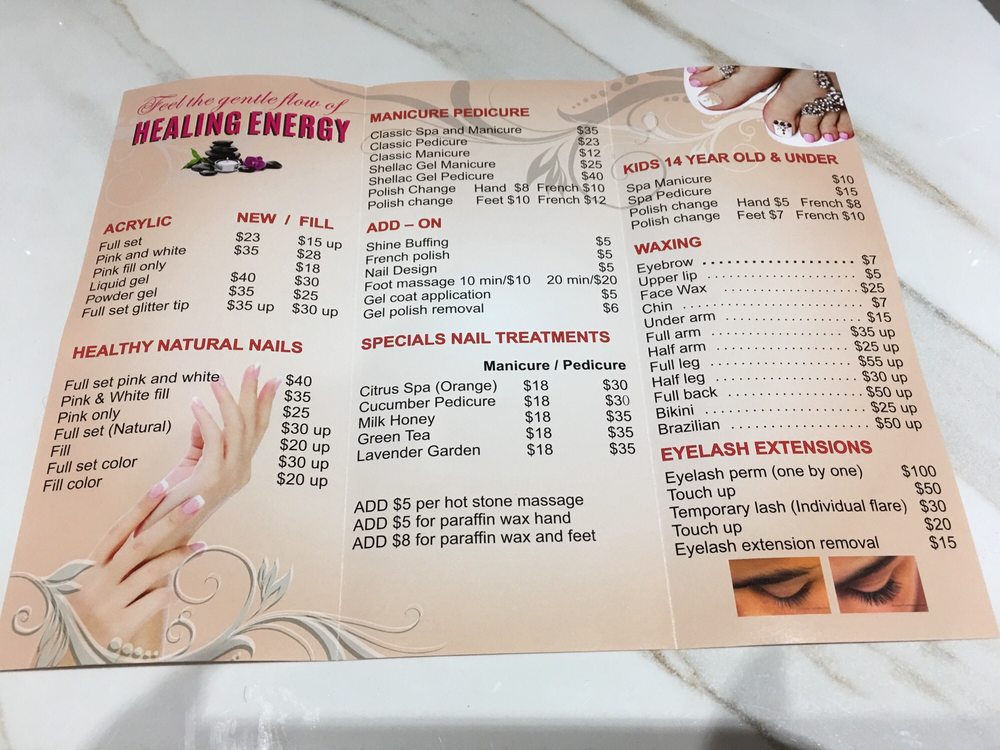 Feel the gentle flow of
HEALING ENERGY
ACRYLIC NEW / FILL
Full set $23 $15 up
Pink and white $35 $28
Pink fill only $18
Liquid gel $40 $30
Powder gel $35 $25
Full set glitter tip $35 up $30 up
HEALTHY NATURAL NAILS
Full set pink and white $40
Pink & White fill $35
Pink only $25
Full set (Natural) $30 up
Fill $20 up
Full set color $30 up
Fill color $20 up
MANICURE PEDICURE
Classic Spa and Manicure $35
Classic Pedicure $23
Classic Manicure $12
Shellac Gel Manicure $25
Shellac Gel Pedicure $40
Polish Change Hand $8 French $10
Polish change Feet $10 French $12
ADD – ON
Shine Buffing $5
French polish $5
Nail Design $5
Foot massage 10 min/$10 20 min/$20
Gel coat application $5
Gel polish removal $6
SPECIALS NAIL TREATMENTS
Manicure / Pedicure
Citrus Spa (Orange) $18 $30
Cucumber Pedicure $18 $30
Milk Honey $18 $35
Green Tea $18 $35
Lavender Garden $18 $35
ADD $5 per hot stone massage
ADD $5 for paraffin wax hand
ADD $8 for paraffin wax and feet
KIDS 14 YEAR OLD & UNDER
Spa Manicure $10
Spa Pedicure $15
Polish change Hand $5 French $8
Polish change Feet $7 French $10
WAXING
Eyebrow $7
Upper lip $5
Face Wax $25
Chin $7
Under arm $15
Full arm $35 up
Half arm $25 up
Full leg $55 up
Half leg $30 up
Full back $50 up
Bikini $25 up
Brazilian $50 up
EYELASH EXTENSIONS
Eyelash perm (one by one) $100
Touch up $50
Temporary lash (Individual flare) $30
Touch up $20
Eyelash extension removal $15